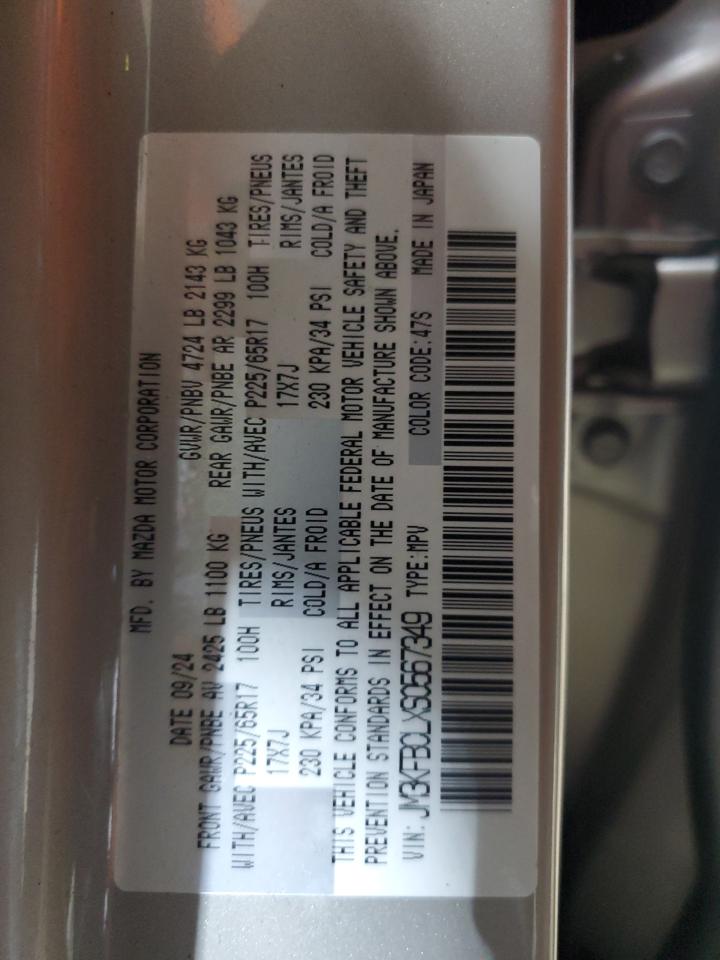 MFD. BY MAZDA MOTOR CORPORATION
DATE 09/24 GVWR/PNBV 4724 LB 2143 KG
FRONT GAWR/PNBE AV 2425 LB 1100 KG REAR GAWR/PNBE AR 2299 LB 1043 KG
WITH/AVEC P225/65R17 100H TIRES/PNEUS WITH/AVEC P225/65R17 100H TIRES/PNEUS
17X7J RIMS/JANTES 17X7J RIMS/JANTES
230 KPA/34 PSI COLD/A FROID 230 KPA/34 PSI COLD/A FROID
THIS VEHICLE CONFORMS TO ALL APPLICABLE FEDERAL MOTOR VEHICLE SAFETY AND THEFT
PREVENTION STANDARDS IN EFFECT ON THE DATE OF MANUFACTURE SHOWN ABOVE.
VIN: JM3KFBCLXS0567349 TYPE:MPV COLOR CODE:47S MADE IN JAPAN